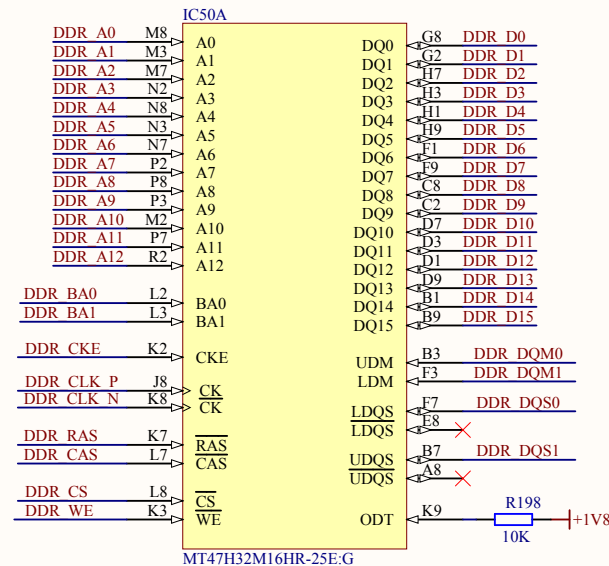 IC50A
DDR_A0 M8 A0 DQ0 G8 DDR_D0
DDR_A1 M3 A1 DQ1 G2 DDR_D1
DDR_A2 M7 A2 DQ2 H7 DDR_D2
DDR_A3 N2 A3 DQ3 H3 DDR_D3
DDR_A4 N8 A4 DQ4 H1 DDR_D4
DDR_A5 N3 A5 DQ5 H9 DDR_D5
DDR_A6 N7 A6 DQ6 F1 DDR_D6
DDR_A7 P2 A7 DQ7 F9 DDR_D7
DDR_A8 P8 A8 DQ8 C8 DDR_D8
DDR_A9 P3 A9 DQ9 C2 DDR_D9
DDR_A10 M2 A10 DQ10 D7 DDR_D10
DDR_A11 P7 A11 DQ11 D3 DDR_D11
DDR_A12 R2 A12 DQ12 D1 DDR_D12
DQ13 D9 DDR_D13
DDR_BA0 L2 BA0 DQ14 B1 DDR_D14
DDR_BA1 L3 BA1 DQ15 B9 DDR_D15
DDR_CKE K2 CKE UDM B3 DDR_DQM0
LDM F3 DDR_DQM1
DDR_CLK_P J8 CK
DDR_CLK_N K8 CK LDQS F7 DDR_DQS0
LDQS E8
DDR_RAS K7 RAS
DDR_CAS L7 CAS UDQS B7 DDR_DQS1
UDQS A8
DDR_CS L8 CS
DDR_WE K3 WE ODT K9 R198 +1V8
10K
MT47H32M16HR-25E:G